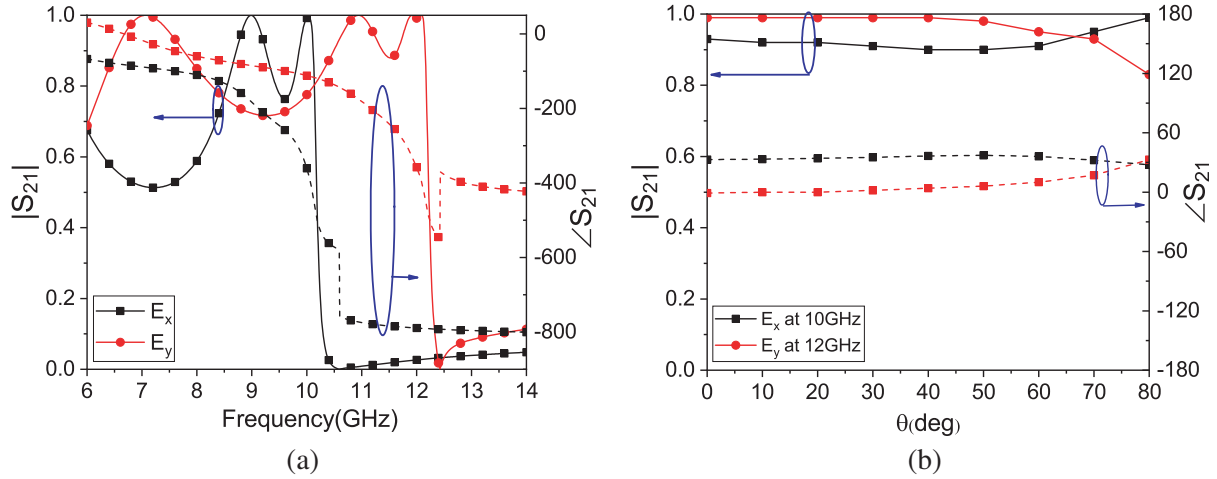 1.0
0.8
0.6
0.4
0.2
0.0
|S21|
6 7 8 9 10 11 12 13 14
Frequency(GHz)
0
-200
-400
-600
-800
∠S21
Ex
Ey
(a)
1.0
0.8
0.6
0.4
0.2
0.0
|S21|
0 10 20 30 40 50 60 70 80
θ(deg)
180
120
60
0
-60
-120
-180
∠S21
Ex at 10GHz
Ey at 12GHz
(b)